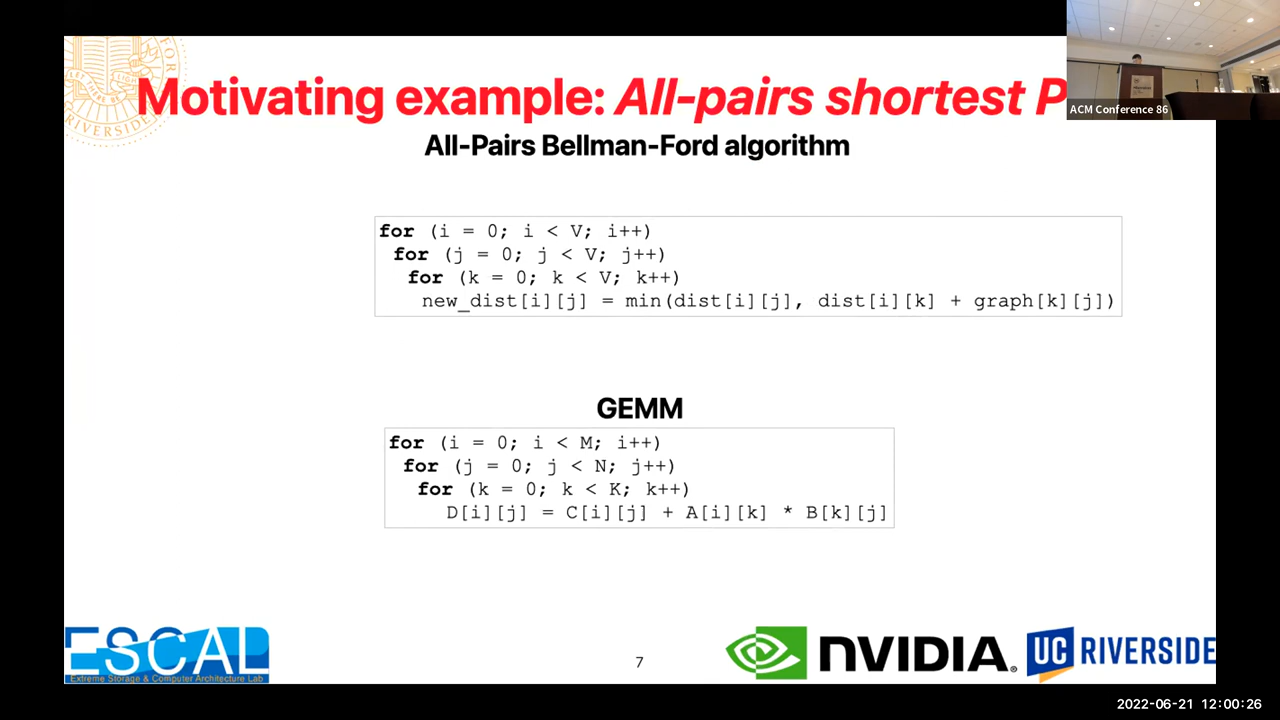 Motivating example: All-pairs shortest P
ACM Conference 86
All-Pairs Bellman-Ford algorithm
for (i = 0; i < V; i++)
for (j = 0; j < V; j++)
for (k = 0; k < V; k++)
new_dist[i][j] = min(dist[i][j], dist[i][k] + graph[k][j])
GEMM
for (i = 0; i < M; i++)
for (j = 0; j < N; j++)
for (k = 0; k < K; k++)
D[i][j] = C[i][j] + A[i][k] * B[k][j]
ESCAL
Extreme Storage & Computer Architecture Lab
7
NVIDIA.
UC RIVERSIDE
2022-06-21 12:00:26